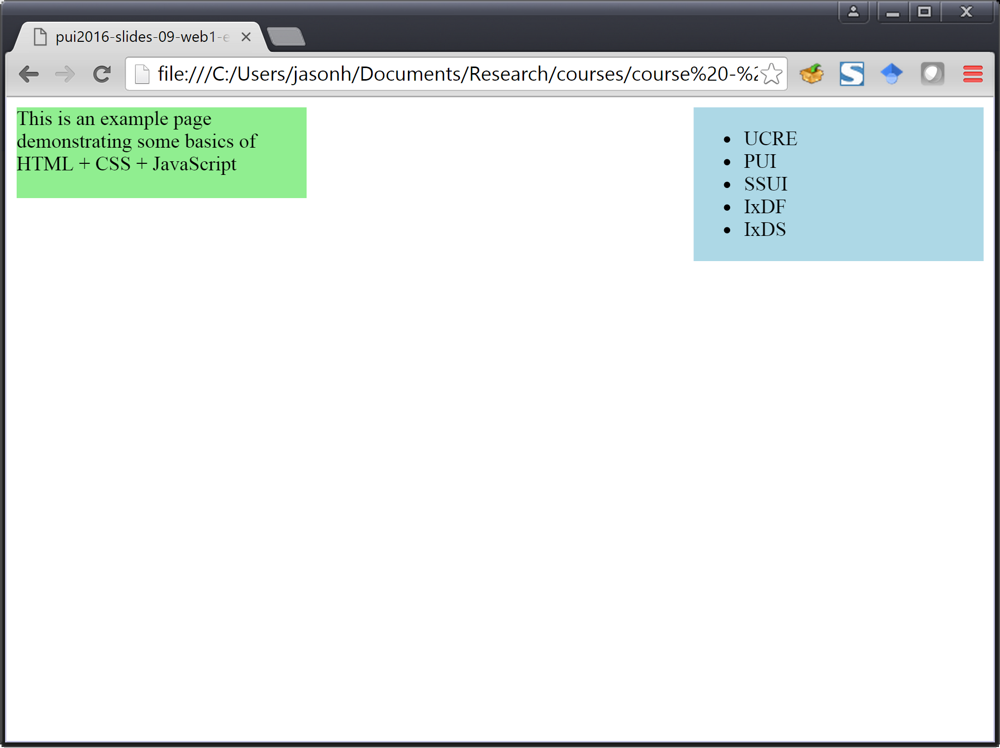 pui2016-slides-09-web1-e
file:///C:/Users/jasonh/Documents/Research/courses/course%20-%2
This is an example page
demonstrating some basics of
HTML + CSS + JavaScript
UCRE
PUI
SSUI
IxDF
IxDS